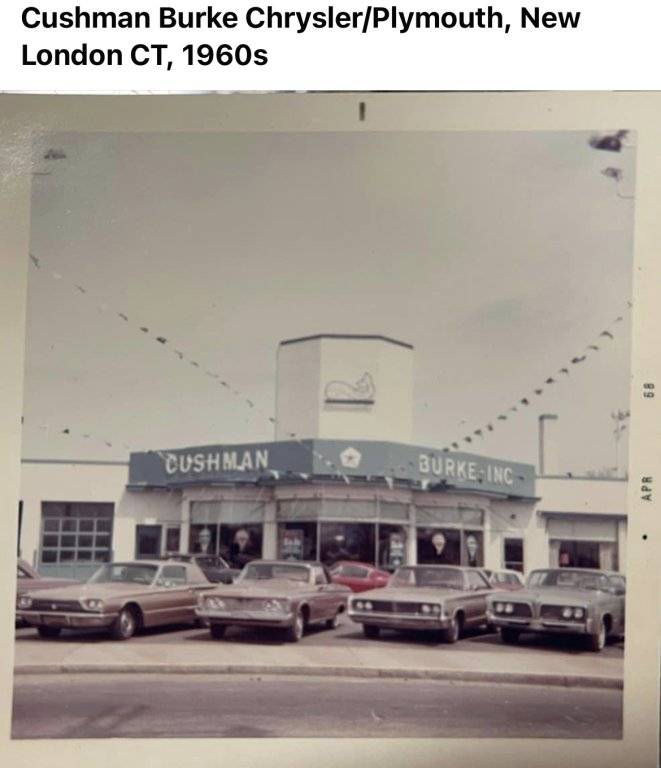 Cushman Burke Chrysler/Plymouth, New
London CT, 1960s
CUSHMAN
BURKE-INC
APR 68